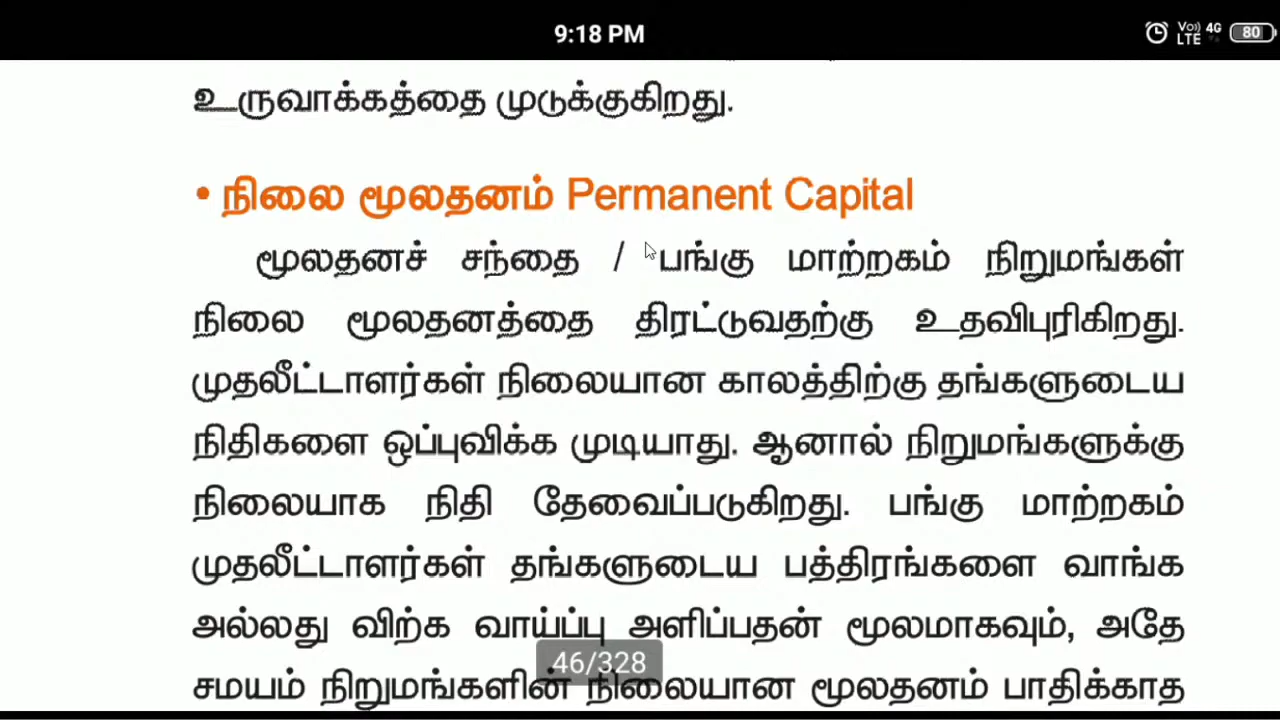 9:18 PM
Vo)) LTE 4G 80
உருவாக்கத்தை முடுக்குகிறது.
• நிலை மூலதனம் Permanent Capital
மூலதனச் சந்தை / பங்கு மாற்றகம் நிறுமங்கள்
நிலை மூலதனத்தை திரட்டுவதற்கு உதவிபுரிகிறது.
முதலீட்டாளர்கள் நிலையான காலத்திற்கு தங்களுடைய
நிதிகளை ஒப்புவிக்க முடியாது. ஆனால் நிறுமங்களுக்கு
நிலையாக நிதி தேவைப்படுகிறது. பங்கு மாற்றகம்
முதலீட்டாளர்கள் தங்களுடைய பத்திரங்களை வாங்க
அல்லது விற்க வாய்ப்பு அளிப்பதன் மூலமாகவும், அதே
46/328
சமயம் நிறுமங்களின் நிலையான மூலதனம் பாதிக்காத